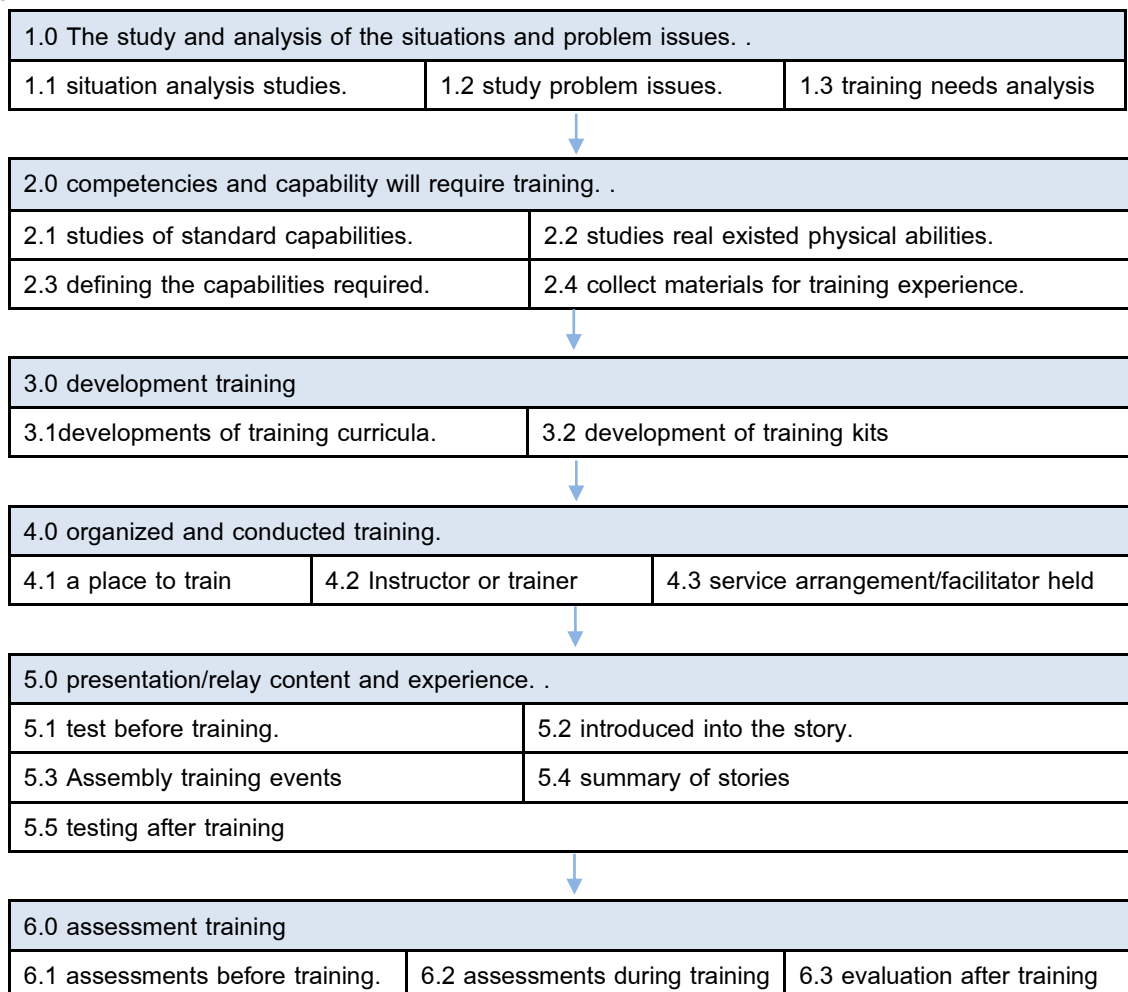 1.0 The study and analysis of the situations and problem issues. .
1.1 situation analysis studies.
1.2 study problem issues.
1.3 training needs analysis
2.0 competencies and capability will require training. .
2.1 studies of standard capabilities.
2.2 studies real existed physical abilities.
2.3 defining the capabilities required.
2.4 collect materials for training experience.
3.0 development training
3.1developments of training curricula.
3.2 development of training kits
4.0 organized and conducted training.
4.1 a place to train
4.2 Instructor or trainer
4.3 service arrangement/facilitator held
5.0 presentation/relay content and experience. .
5.1 test before training.
5.2 introduced into the story.
5.3 Assembly training events
5.4 summary of stories
5.5 testing after training
6.0 assessment training
6.1 assessments before training.
6.2 assessments during training
6.3 evaluation after training